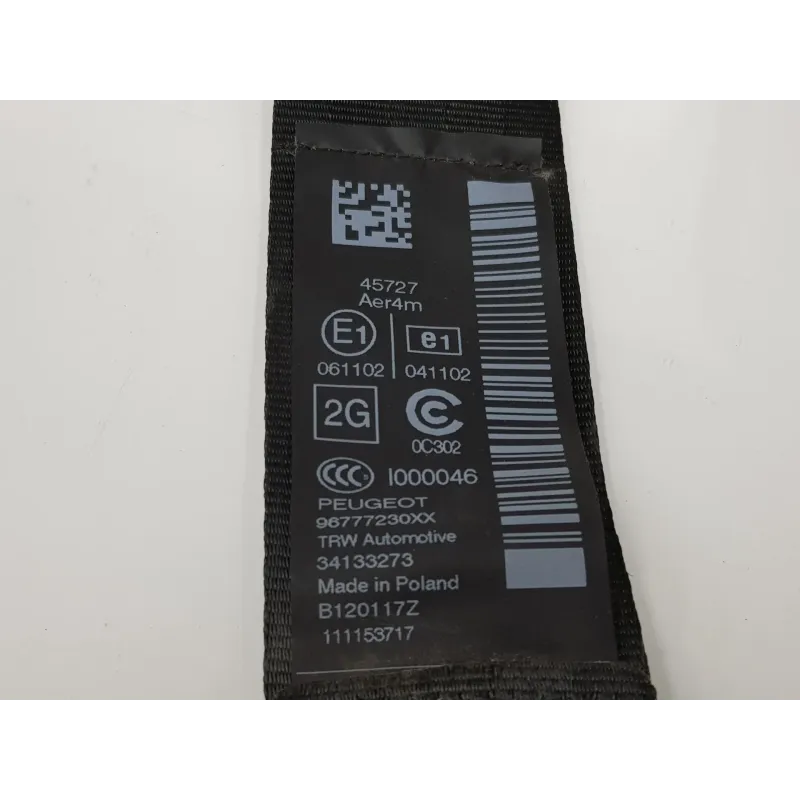 45727
Aer4m
E1 e1
061102 041102
2G C
0C302
CCC I000046
PEUGEOT
96777230XX
TRW Automotive
34133273
Made in Poland
B120117Z
111153717